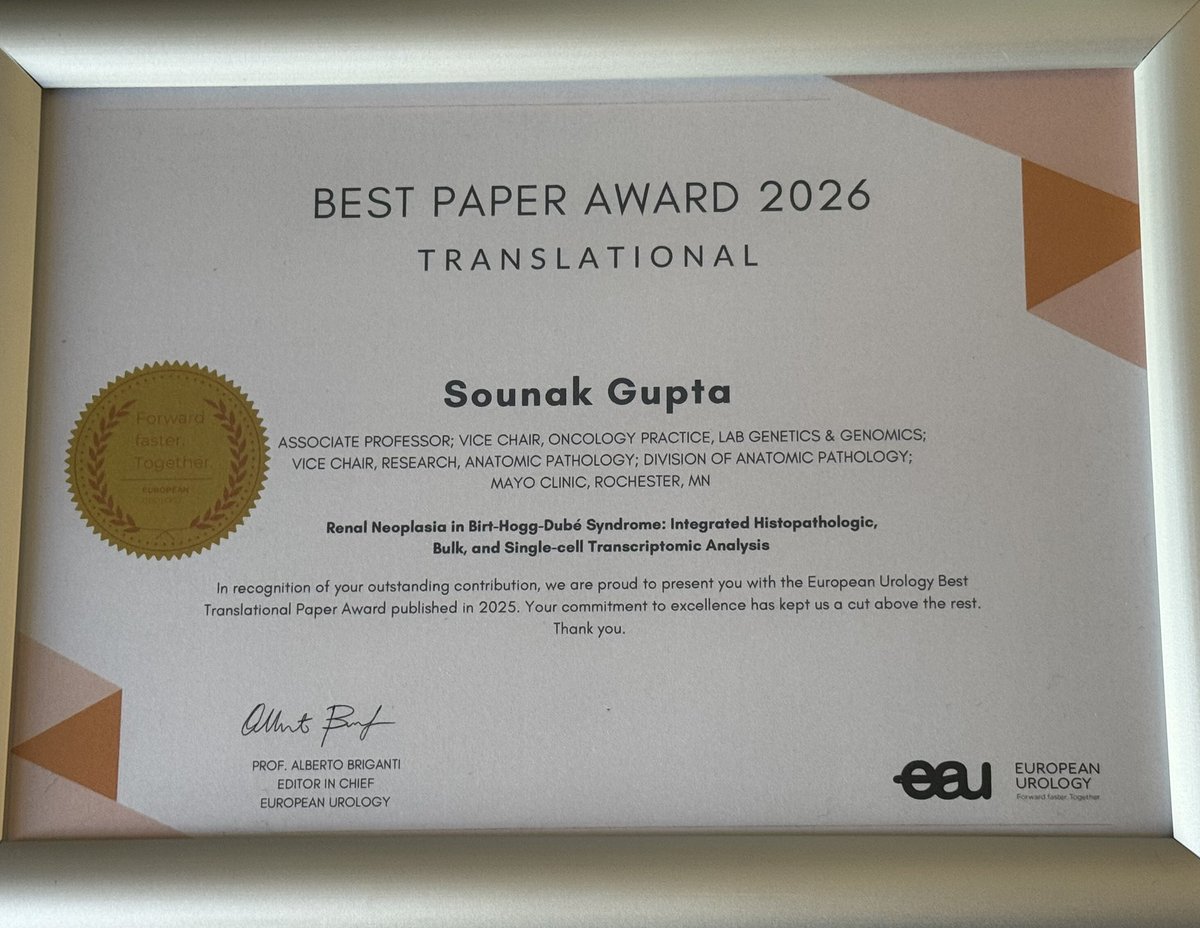 BEST PAPER AWARD 2026
TRANSLATIONAL
Sounak Gupta
ASSOCIATE PROFESSOR; VICE CHAIR, ONCOLOGY PRACTICE, LAB GENETICS & GENOMICS;
VICE CHAIR, RESEARCH, ANATOMIC PATHOLOGY; DIVISION OF ANATOMIC PATHOLOGY;
MAYO CLINIC, ROCHESTER, MN
Forward
faster.
Together.
EUROPEAN
UROLOGY
Renal Neoplasia in Birt-Hogg-Dubé Syndrome: Integrated Histopathologic,
Bulk, and Single-cell Transcriptomic Analysis
In recognition of your outstanding contribution, we are proud to present you with the European Urology Best
Translational Paper Award published in 2025. Your commitment to excellence has kept us a cut above the rest.
Thank you.
PROF. ALBERTO BRIGANTI
EDITOR IN CHIEF
EUROPEAN UROLOGY
eau
EUROPEAN
UROLOGY
Forward faster. Together.